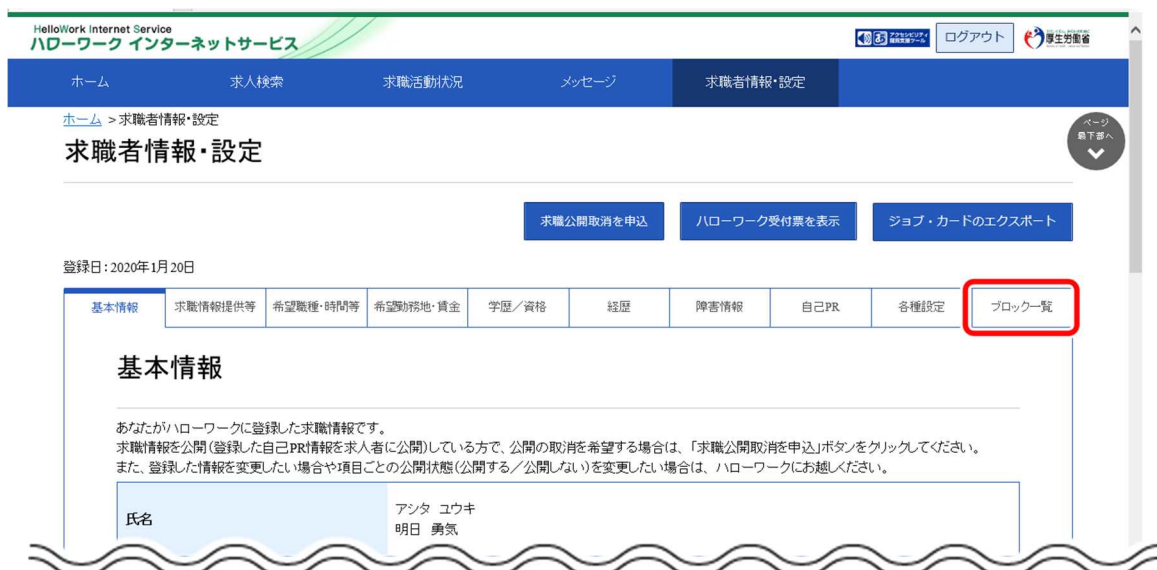 HelloWork Internet Service
ハローワーク インターネットサービス
ログアウト
厚生労働省
ホーム
求人検索
求職活動状況
メッセージ
求職者情報・設定
ホーム >求職者情報・設定
ページ
最下部へ
求職者情報・設定
求職公開取消を申込
ハローワーク受付票を表示
ジョブ・カードのエクスポート
登録日:2020年1月20日
基本情報
求職情報提供等
希望職種・時間等
希望勤務地・賃金
学歴/資格
経歴
障害情報
自己PR
各種設定
ブロック一覧
基本情報
あなたがハローワークに登録した求職情報です。
求職情報を公開(登録した自己PR情報を求人者に公開)している方で、公開の取消を希望する場合は、「求職公開取消を申込」ボタンをクリックしてください。
また、登録した情報を変更したい場合や項目ごとの公開状態(公開する/公開しない)を変更したい場合は、ハローワークにお越しください。
氏名
アシタ ユウキ
明日 勇気